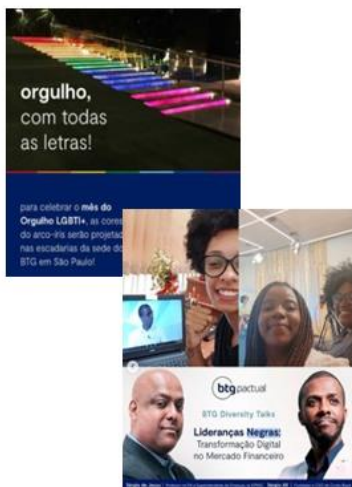 orgulho,
com todas
as letras!
para celebrar o mês do
Orgulho LGBTI+, as cores
do arco-íris serão projetad
nas escadarias da sede do
BTG em São Paulo!
btg pactual
BTG Diversity Talks
Lideranças Negras:
Transformação Digital
no Mercado Financeiro